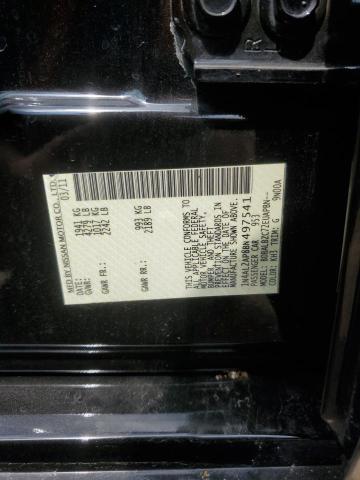 MFD BY NISSAN MOTOR CO., LTD.
DATE: 03/11
GVWR: 1941 KG
4279 LB
GAWR FR: 1017 KG
2242 LB
GAWR RR: 993 KG
2189 LB
THIS VEHICLE CONFORMS TO
ALL APPLICABLE FEDERAL
MOTOR VEHICLE SAFETY,
BUMPER, AND THEFT
PREVENTION STANDARDS IN
EFFECT ON THE DATE OF
MANUFACTURE SHOWN ABOVE.
1N4AL2AP8BN497541
PASSENGER CAR 953
COLOR: KH3 TRIM: G
9N00A
R